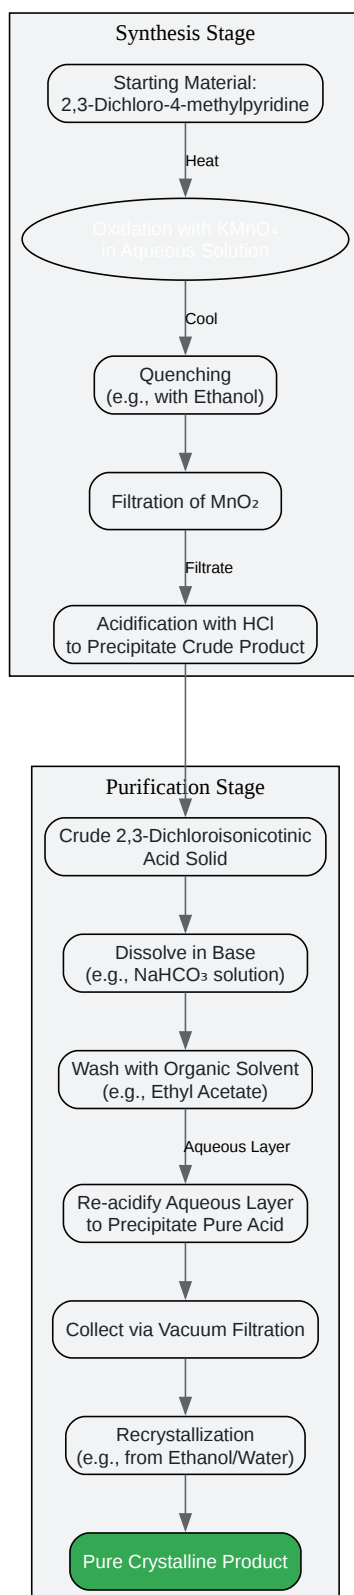 Synthesis Stage
Starting Material:
2,3-Dichloro-4-methylpyridine
Heat
Oxidation with KMnO₄
in Aqueous Solution
Cool
Quenching
(e.g., with Ethanol)
Filtration of MnO₂
Filtrate
Acidification with HCl
to Precipitate Crude Product
Purification Stage
Crude 2,3-Dichloroisonicotinic
Acid Solid
Dissolve in Base
(e.g., NaHCO₃ solution)
Wash with Organic Solvent
(e.g., Ethyl Acetate)
Aqueous Layer
Re-acidify Aqueous Layer
to Precipitate Pure Acid
Collect via Vacuum Filtration
Recrystallization
(e.g., from Ethanol/Water)
Pure Crystalline Product